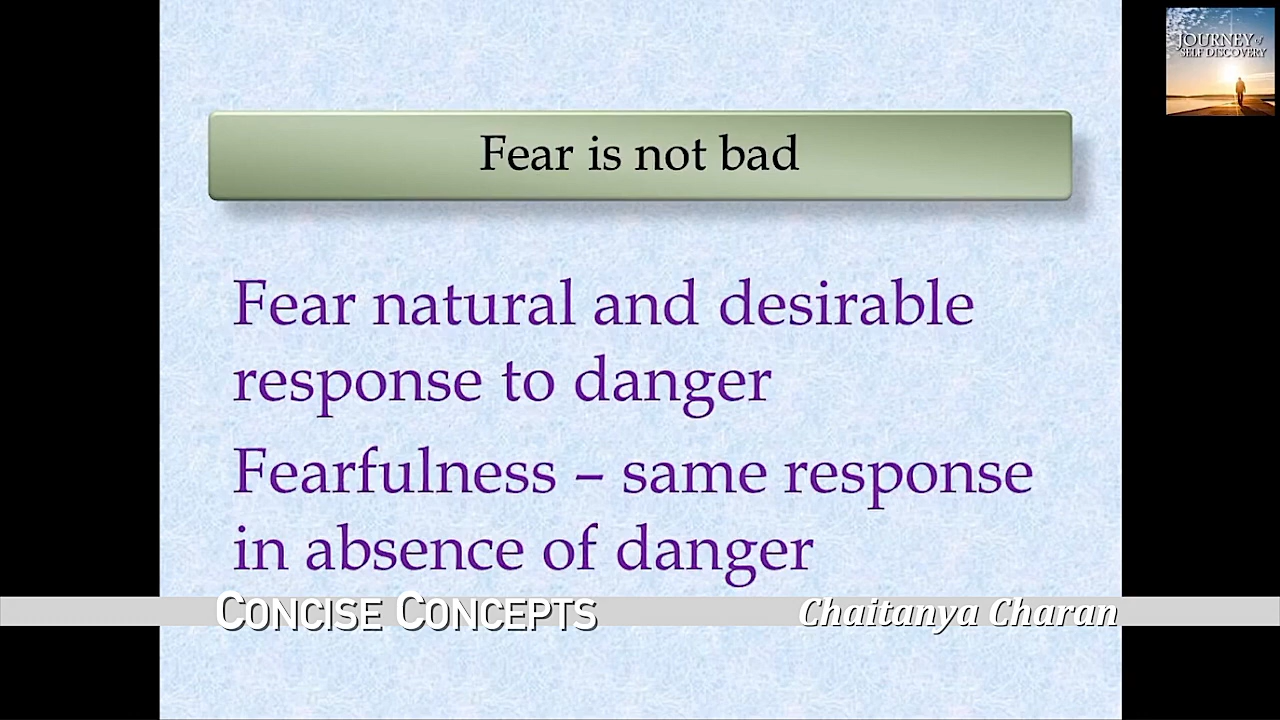 JOURNEY of
SELF DISCOVERY
Fear is not bad
Fear natural and desirable
response to danger
Fearfulness – same response
in absence of danger
CONCISE CONCEPTS
Chaitanya Charan